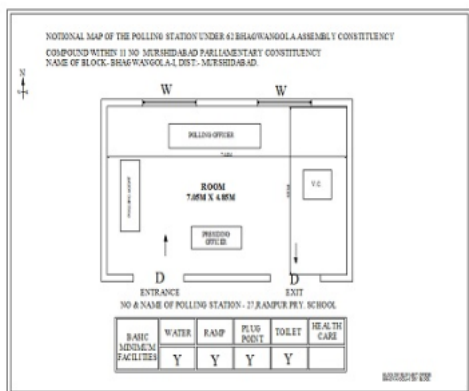 NOTIONAL MAP OF THE POLLING STATION UNDER 62 BHAGWANGOLA ASSEMBLY CONSTITUENCY
COMPOUND WITHIN 11 NO MURSHIDABAD PARLIAMENTARY CONSTITUENCY
NAME OF BLOCK- BHAGWANGOLA-I, DIST:- MURSHIDABAD.
N
W W
POLLING OFFICER
POLLING AGENT
V.C.
ROOM
7.05M X 4.85M
PRESIDING
OFFICER
D D
ENTRANCE EXIT
NO & NAME OF POLLING STATION - 27,RAMPUR PRY. SCHOOL
BASIC
MINIMUM
FACILITIES
WATER RAMP PLUG
POINT TOILET HEALTH
CARE
Y Y Y Y